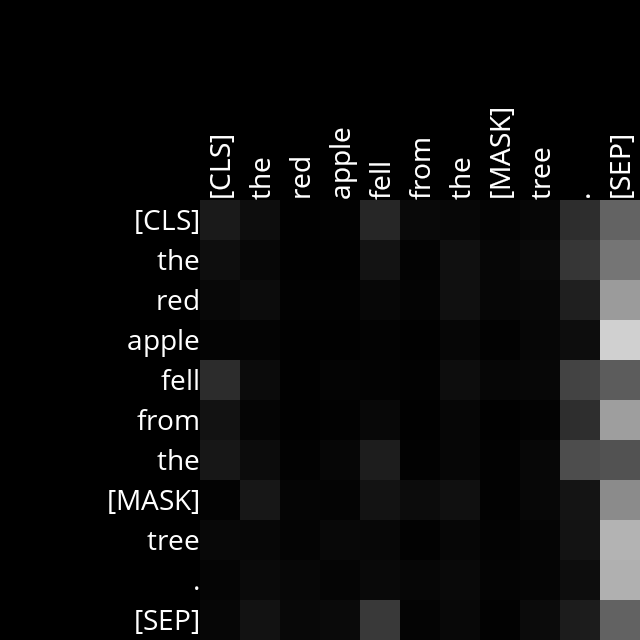 [CLS] the red apple fell from the [MASK] tree . [SEP]
[CLS]
the
red
apple
fell
from
the
[MASK]
tree
.
[SEP]